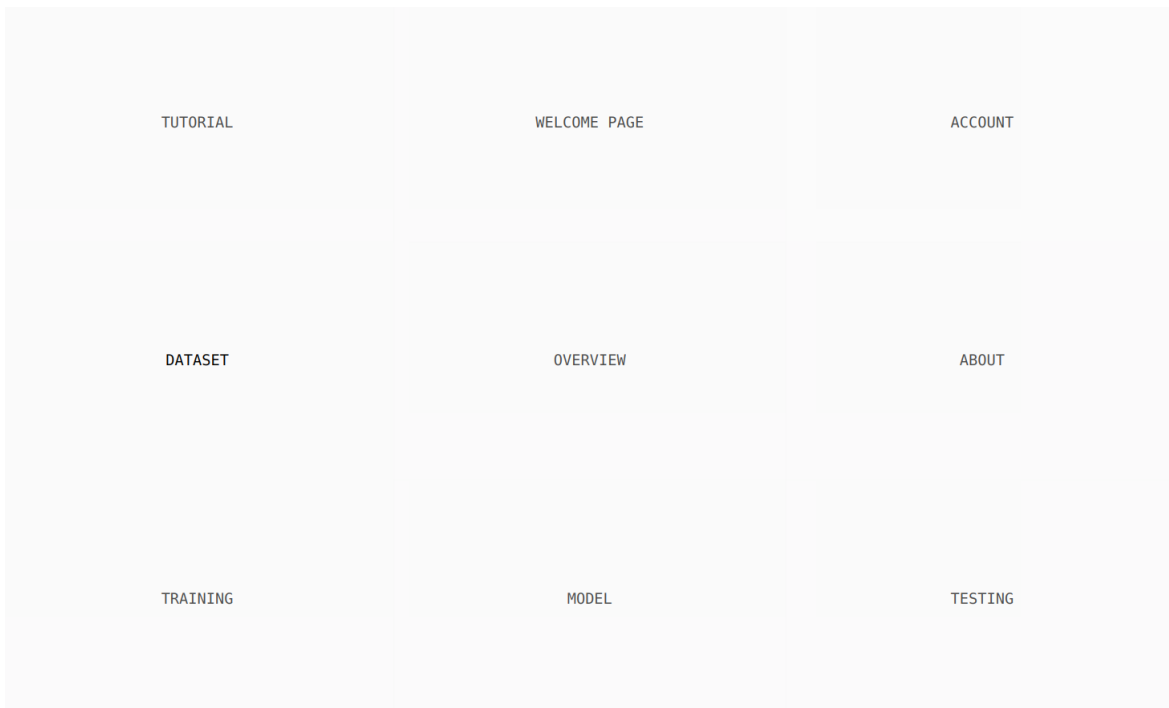 TUTORIAL
WELCOME PAGE
ACCOUNT
DATASET
OVERVIEW
ABOUT
TRAINING
MODEL
TESTING